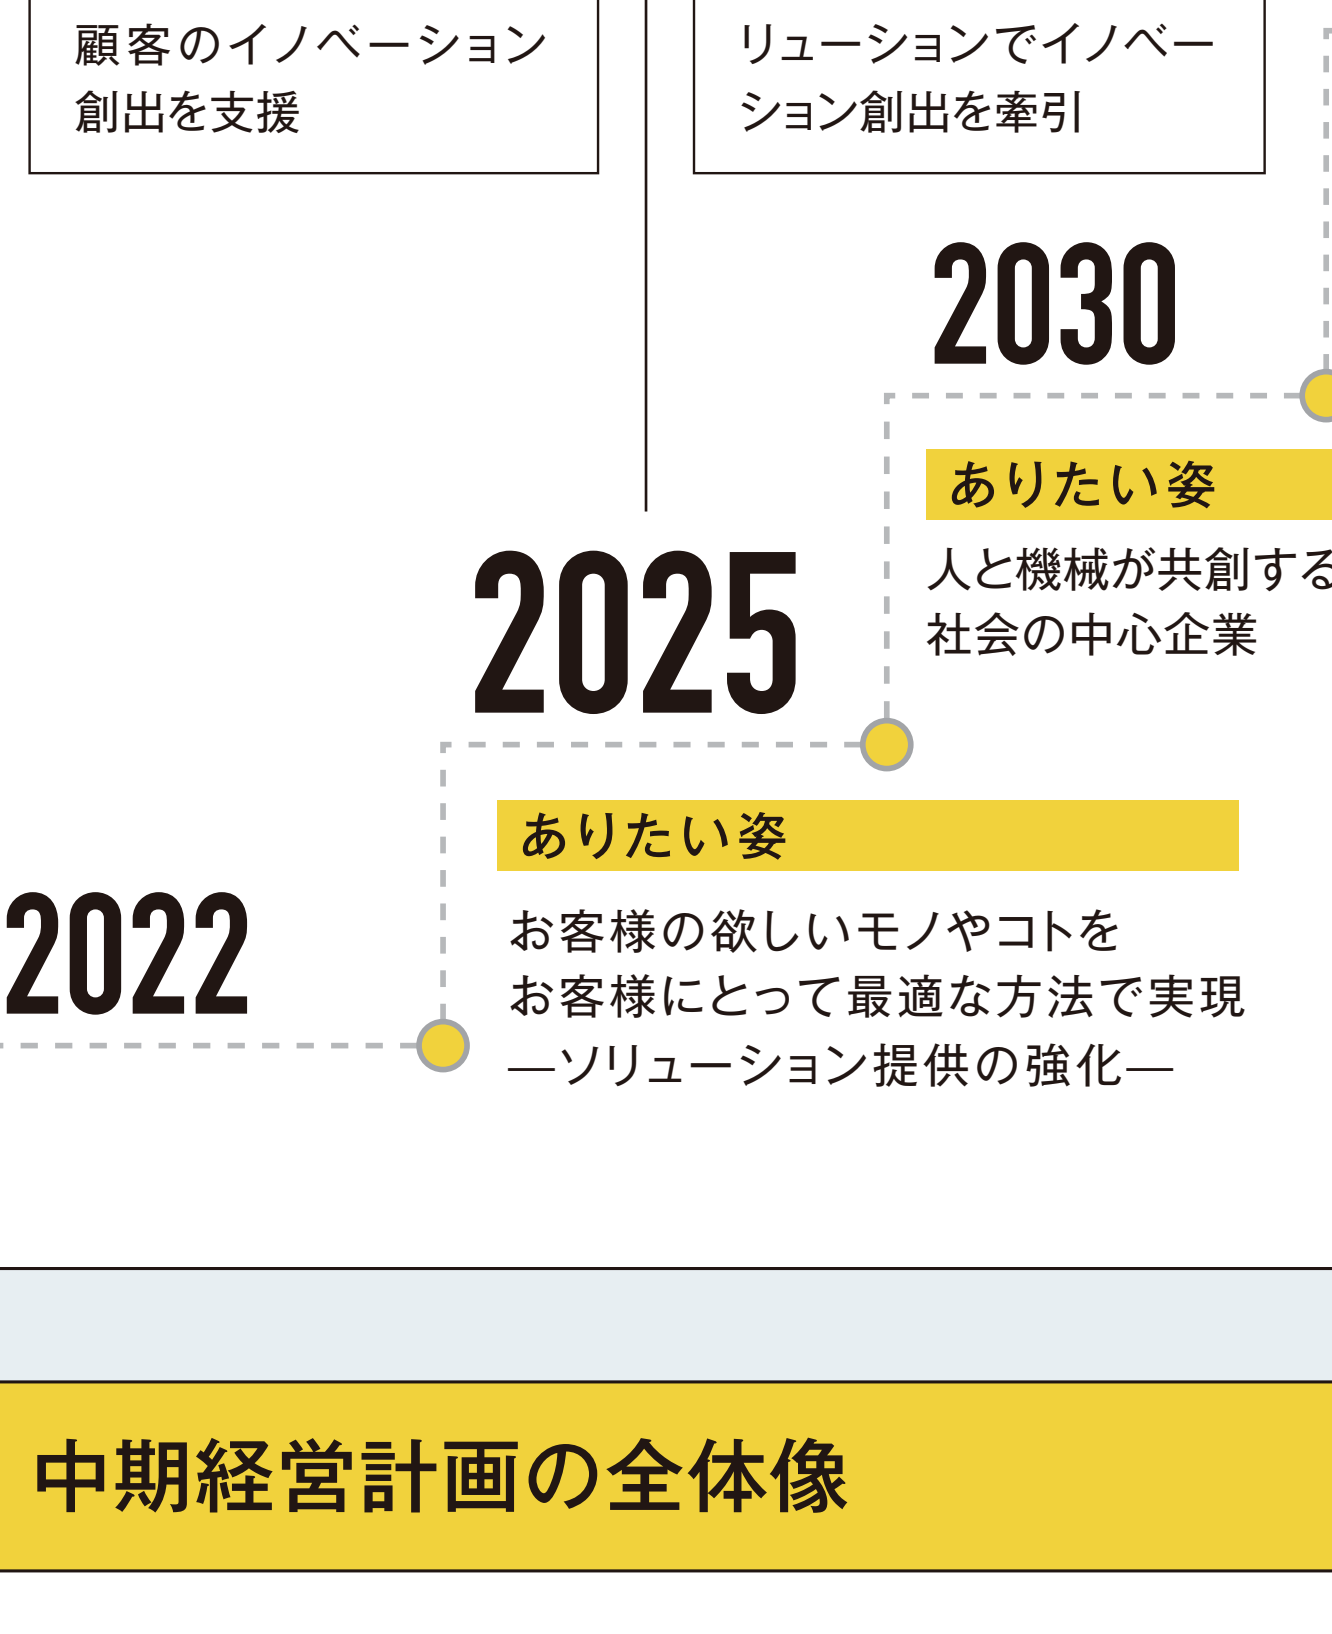 顧客のイノベーション
創出を支援
リューションでイノベー
ション創出を牽引
2030
ありたい姿
人と機械が共創する
社会の中心企業
2025
ありたい姿
お客様の欲しいモノやコトを
お客様にとって最適な方法で実現
―ソリューション提供の強化―
2022
中期経営計画の全体像